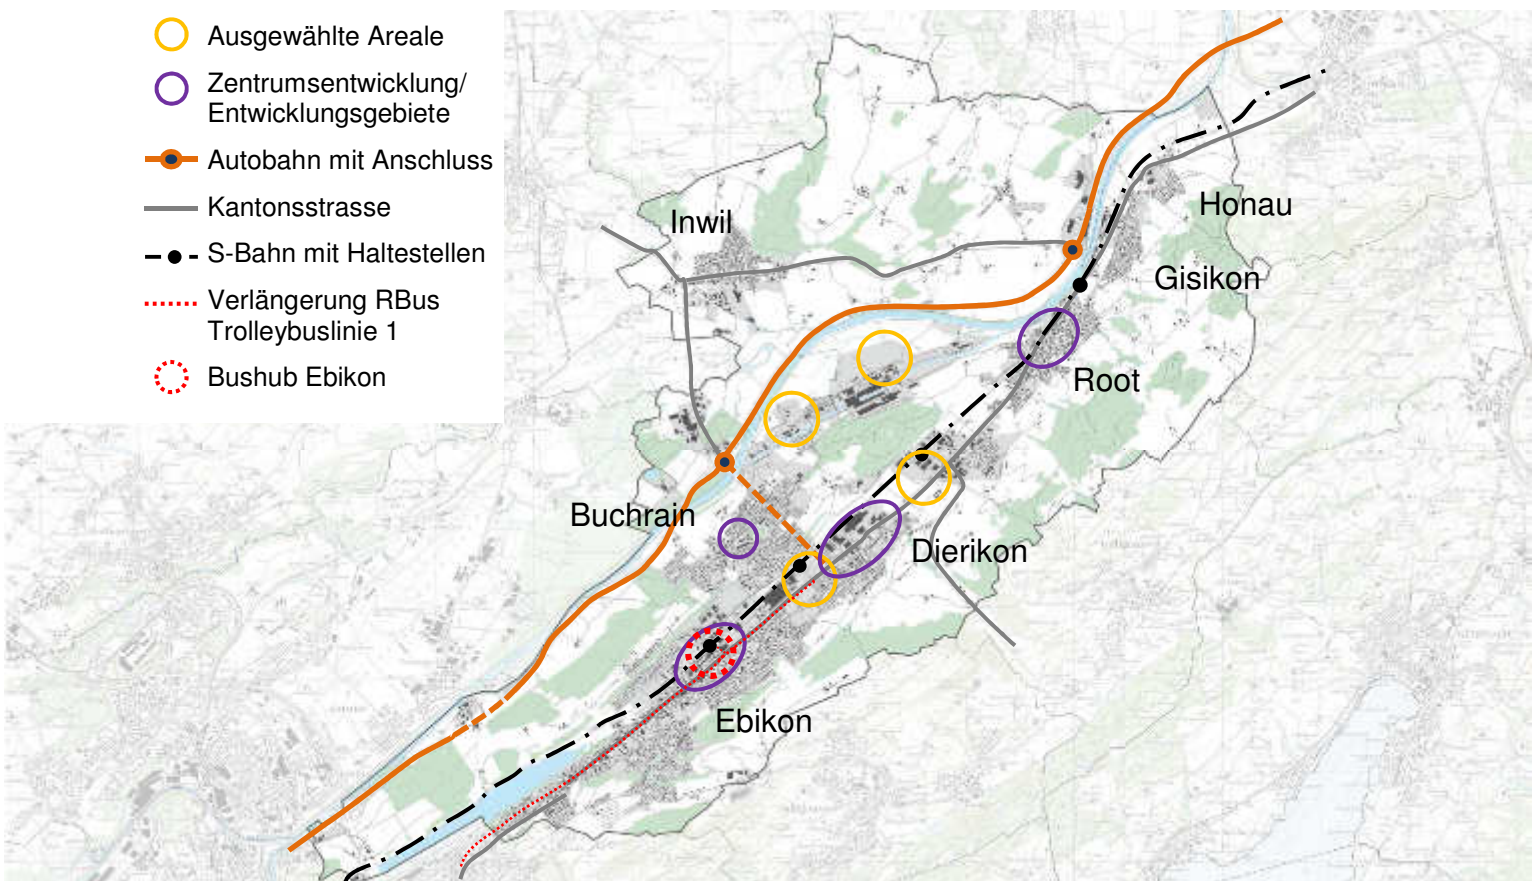 Ausgewählte Areale
Zentrumsentwicklung/
Entwicklungsgebiete
Autobahn mit Anschluss
Kantonsstrasse
S-Bahn mit Haltestellen
Verlängerung RBus
Trolleybuslinie 1
Bushub Ebikon
Honau
Inwil
Gisikon
Root
Buchrain
Dierikon
Ebikon